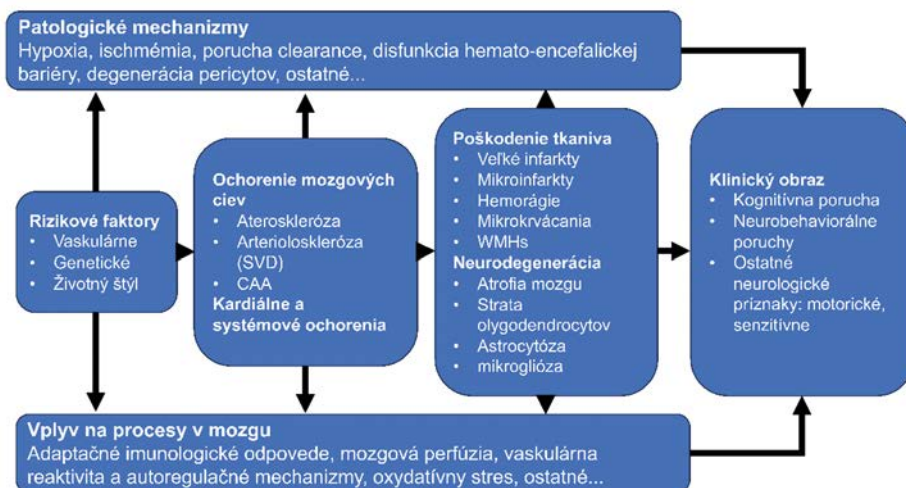 Patologické mechanizmy
Hypoxia, ischmémia, porucha clearance, disfunkcia hemato-encefalickej
bariéry, degenerácia pericytov, ostatné...
Rizikové faktory
• Vaskulárne
• Genetické
• Životný štýl
Ochorenie mozgových
ciev
• Ateroskleróza
• Arterioloskleróza
(SVD)
• CAA
Kardiálne a
systémové ochorenia
Poškodenie tkaniva
• Veľké infarkty
• Mikroinfarkty
• Hemorágie
• Mikrokrvácania
• WMHs
Neurodegenerácia
• Atrofia mozgu
• Strata
olygodendrocytov
• Astrocytóza
• mikroglióza
Klinický obraz
• Kognitívna porucha
• Neurobehaviorálne
poruchy
• Ostatné
neurologické
príznaky: motorické,
senzitívne
Vplyv na procesy v mozgu
Adaptačné imunologické odpovede, mozgová perfúzia, vaskulárna
reaktivita a autoregulačné mechanizmy, oxydatívny stres, ostatné...